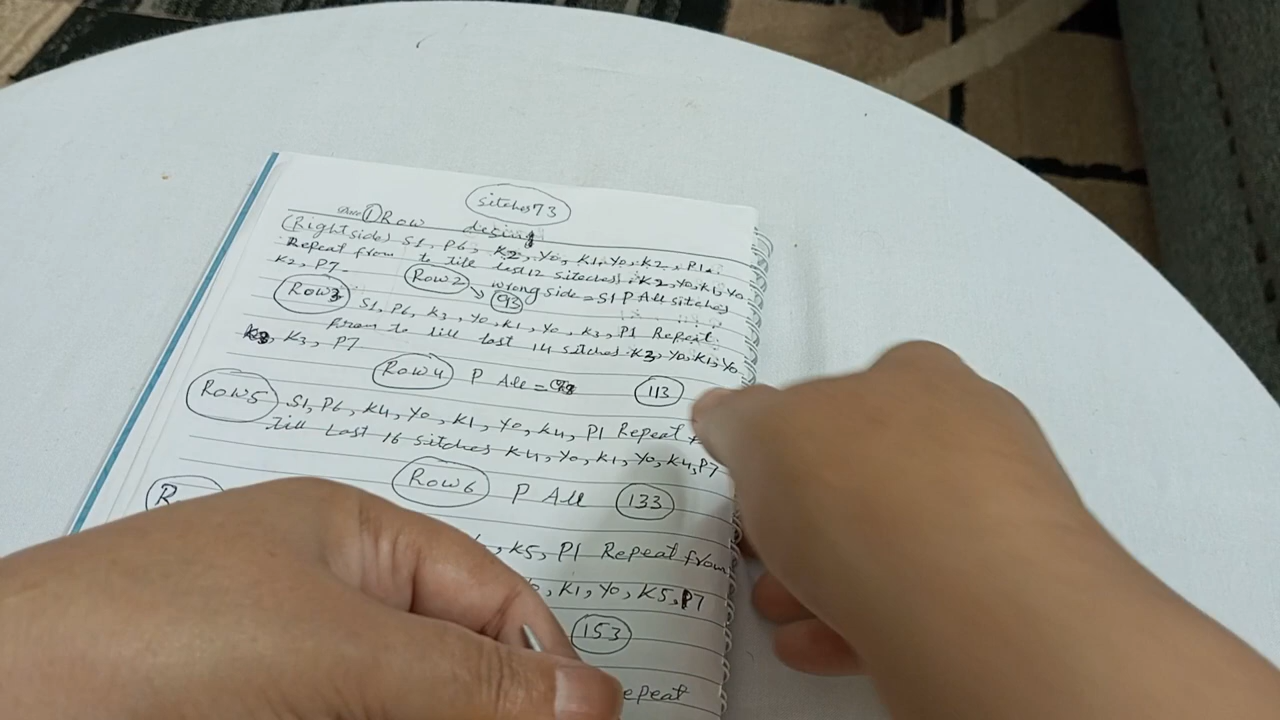 Sitches 73
Date ① Row desing
(Right side) S1, P6, K2, Yo, K1, Yo, K2, P1.
Repeat from to till last 12 sitches, K2, Yo, K1, Yo
K2, P7.
Row 2 wrong side = S1 P All sitches
93
Row 3 S1, P6, K3, Yo, K1, Yo, K3, P1 Repeat
from to till last 14 sitches K3, Yo, K1, Yo
K3, P7
Row 4 P All = 113
Row 5 S1, P6, K4, Yo, K1, Yo, K4, P1 Repeat
till Last 16 sitches K4, Yo, K1, Yo, K4, P7
Row 6 P All 133
R
K5, P1 Repeat from
K1, Yo, K5, P7
153
epeat